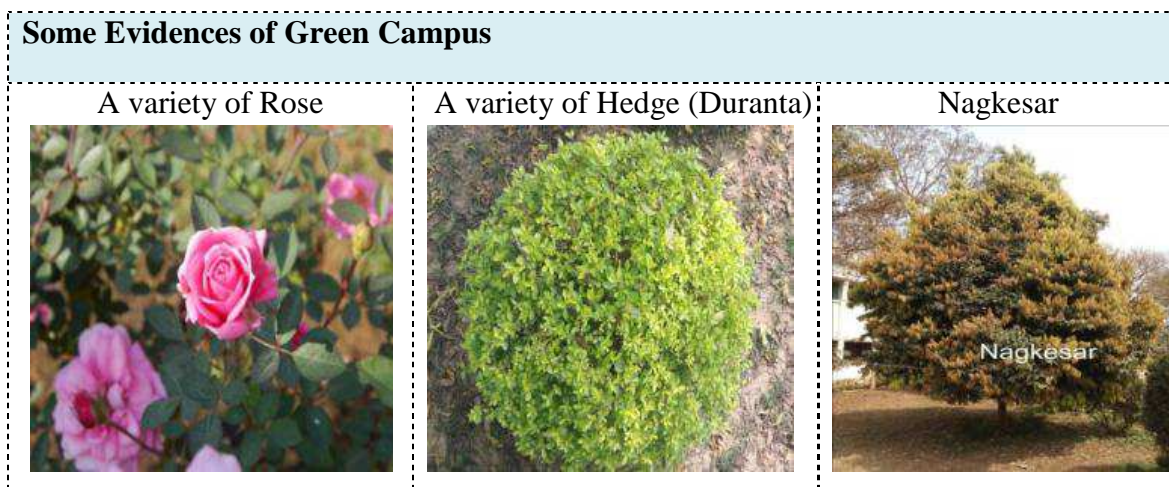 Some Evidences of Green Campus
A variety of Rose
A variety of Hedge (Duranta)
Nagkesar
Nagkesar